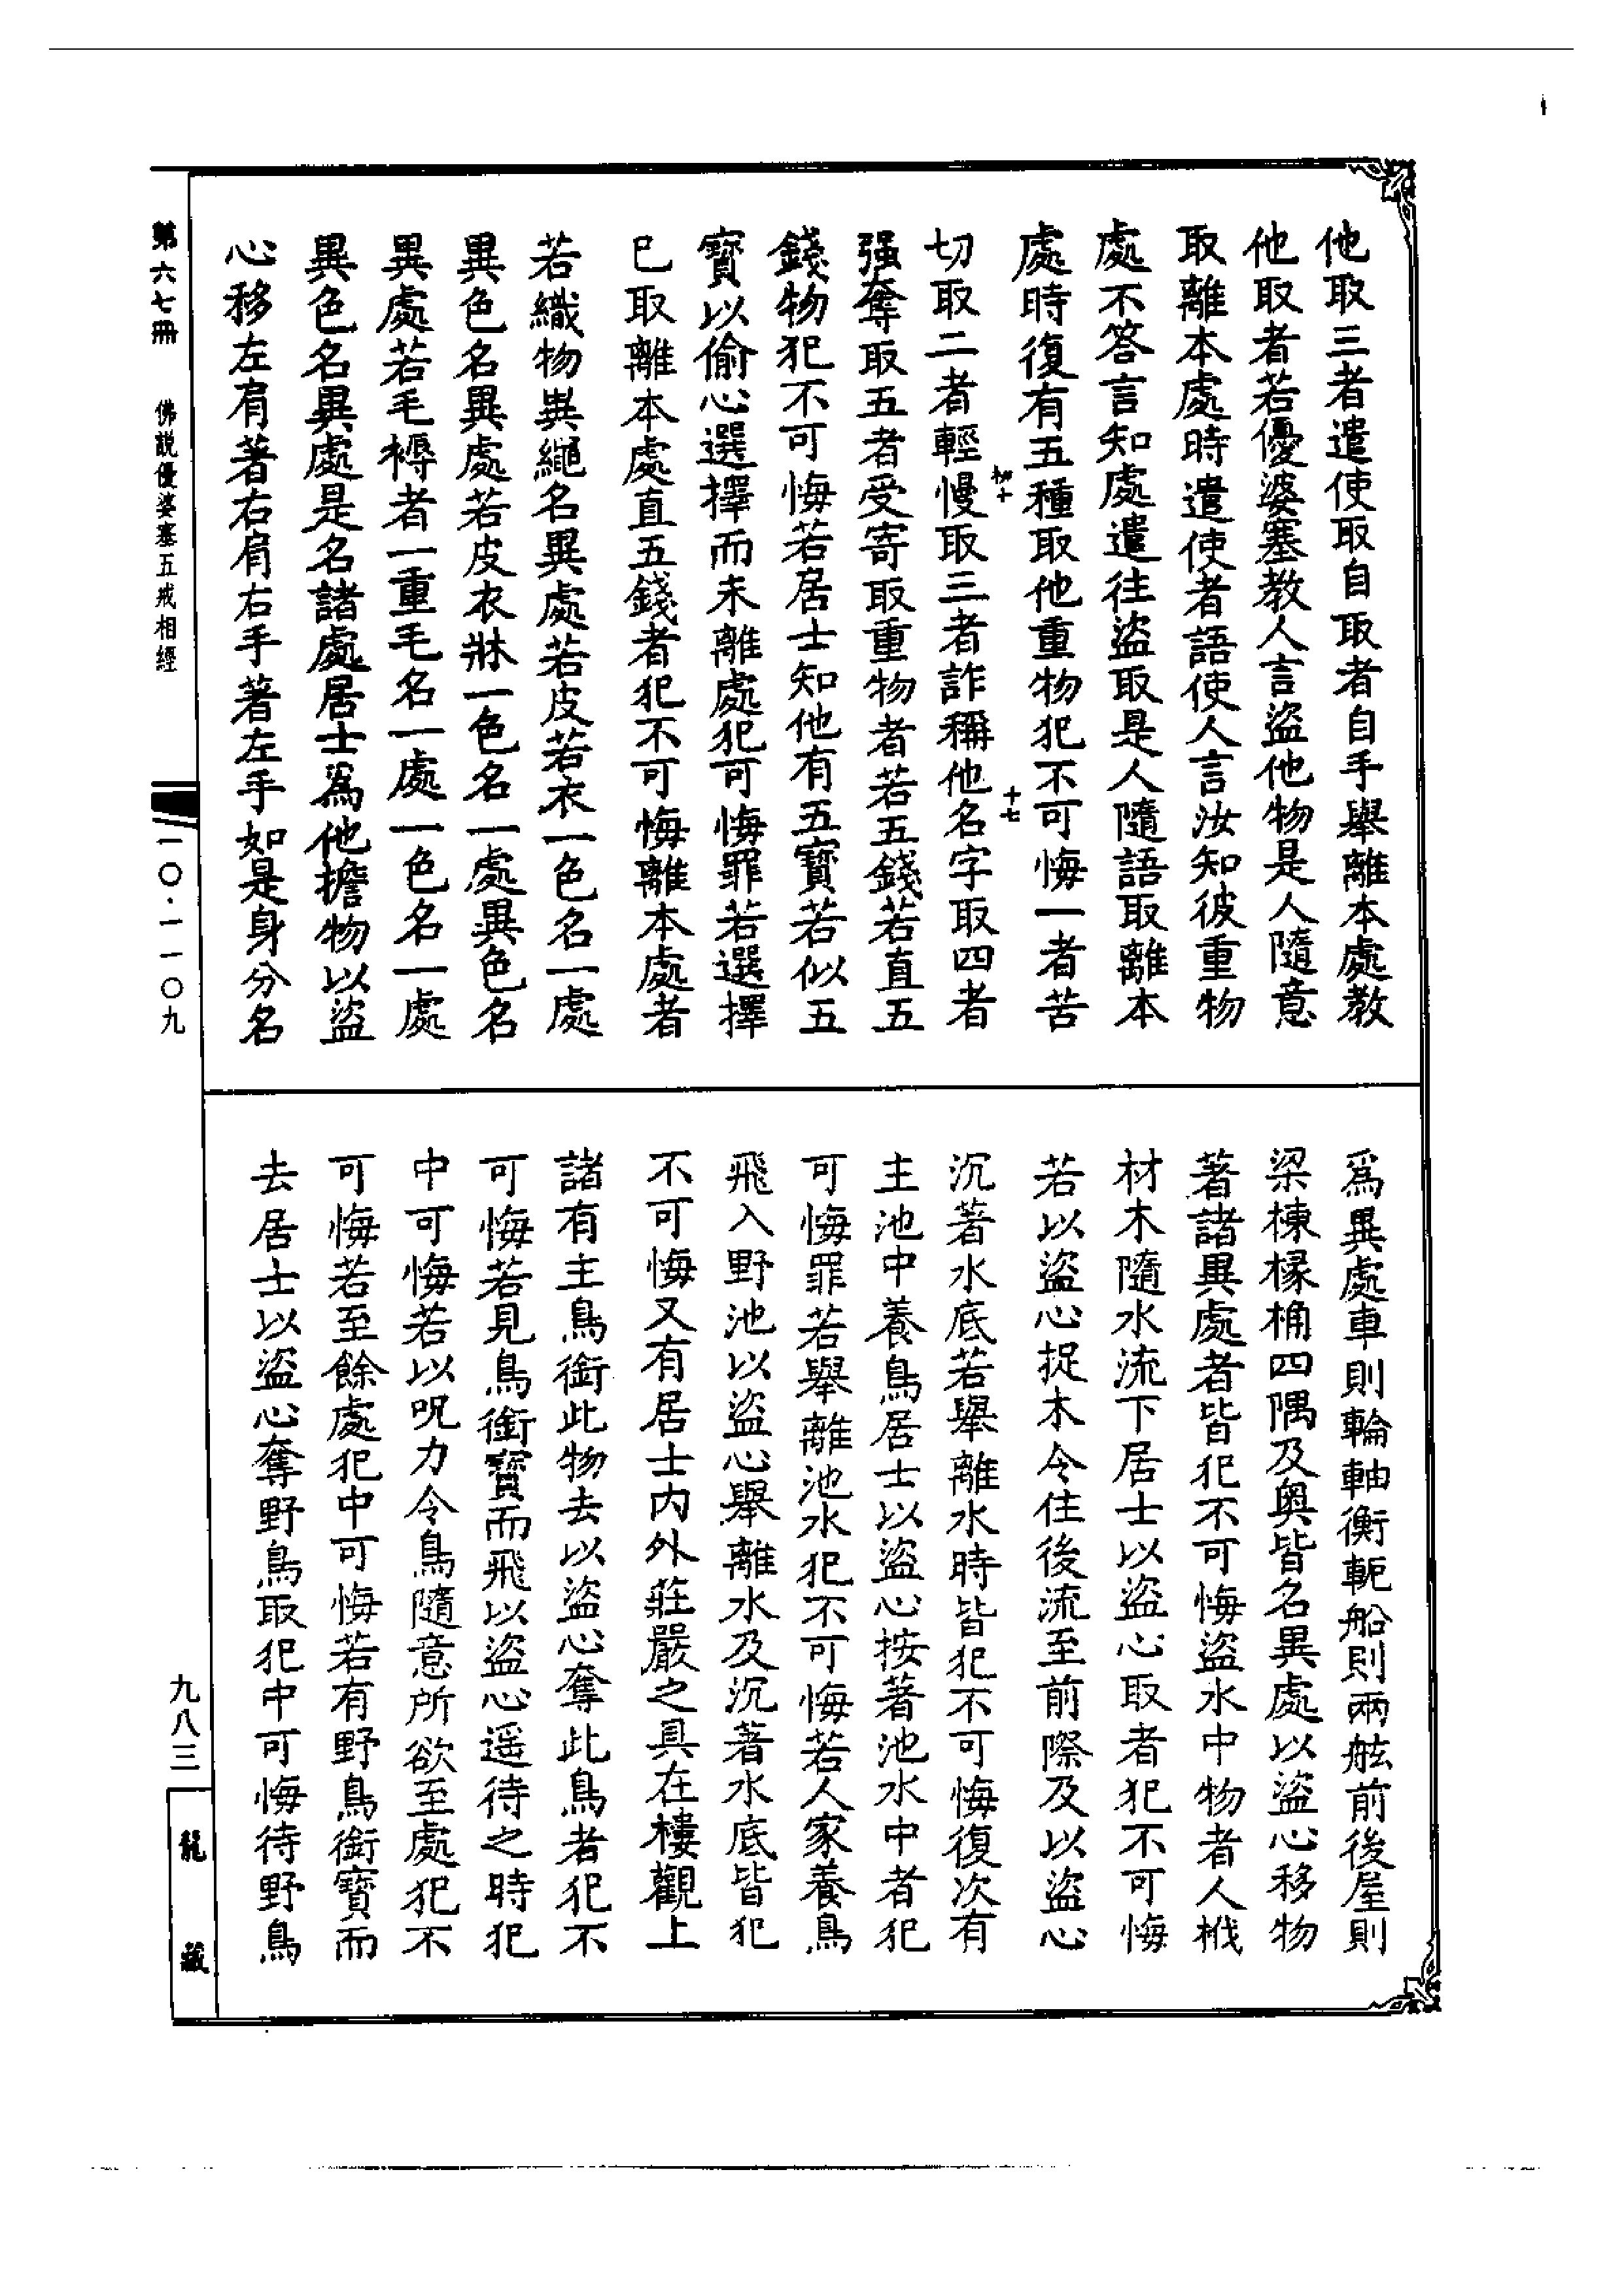 他取三者遣使取自取者自手舉離本處教
他取者若優婆塞教人言盜他物是人隨意
取離本處時遣使者語使人言汝知彼重物
處不答言知處遣往盜取是人隨語取離本
處時復有五種取他重物犯不可悔一者苦
切取二者輕慢取三者詐稱他名字取四者
强奪取五者受寄取重物者若五錢若直五
錢物犯不可悔若居士知他有五寶若似五
寶以偷心選擇而未離處犯可悔罪若選擇
已取離本處直五錢者犯不可悔離本處者
若織物異繩名異處若皮若衣一色名一處
異色名異處若皮衣牀一色名一處異色名
異處若毛褥者一重毛名一處一色名一處
異色名異處是名諸處居士爲他擔物以盜
心移左肩著右肩右手著左手如是身分名
爲異處車則輪軸衡軛船則兩舷前後屋則
梁棟椽桷四隅及奥皆名異處以盜心移物
著諸異處者皆犯不可悔盜水中物者人栰
材木隨水流下居士以盜心取者犯不可悔
若以盜心捉木令住後流至前際及以盜心
沉著水底若舉離水時皆犯不可悔復次有
主池中養鳥居士以盜心按著池水中者犯
可悔罪若舉離池水犯不可悔若人家養鳥
飛入野池以盜心舉離水及沉著水底皆犯
不可悔又有居士内外莊嚴之具在樓觀上
諸有主鳥銜此物去以盜心奪此鳥者犯不
可悔若見鳥銜寶而飛以盜心遥待之時犯
中可悔若以呪力令鳥隨意所欲至處犯不
可悔若至餘處犯中可悔若有野鳥銜寶而
去居士以盜心奪野鳥取犯中可悔待野鳥
初十
十七
第六七冊
佛説優婆塞五戒相經
一〇·一一〇九
九八三
龍藏